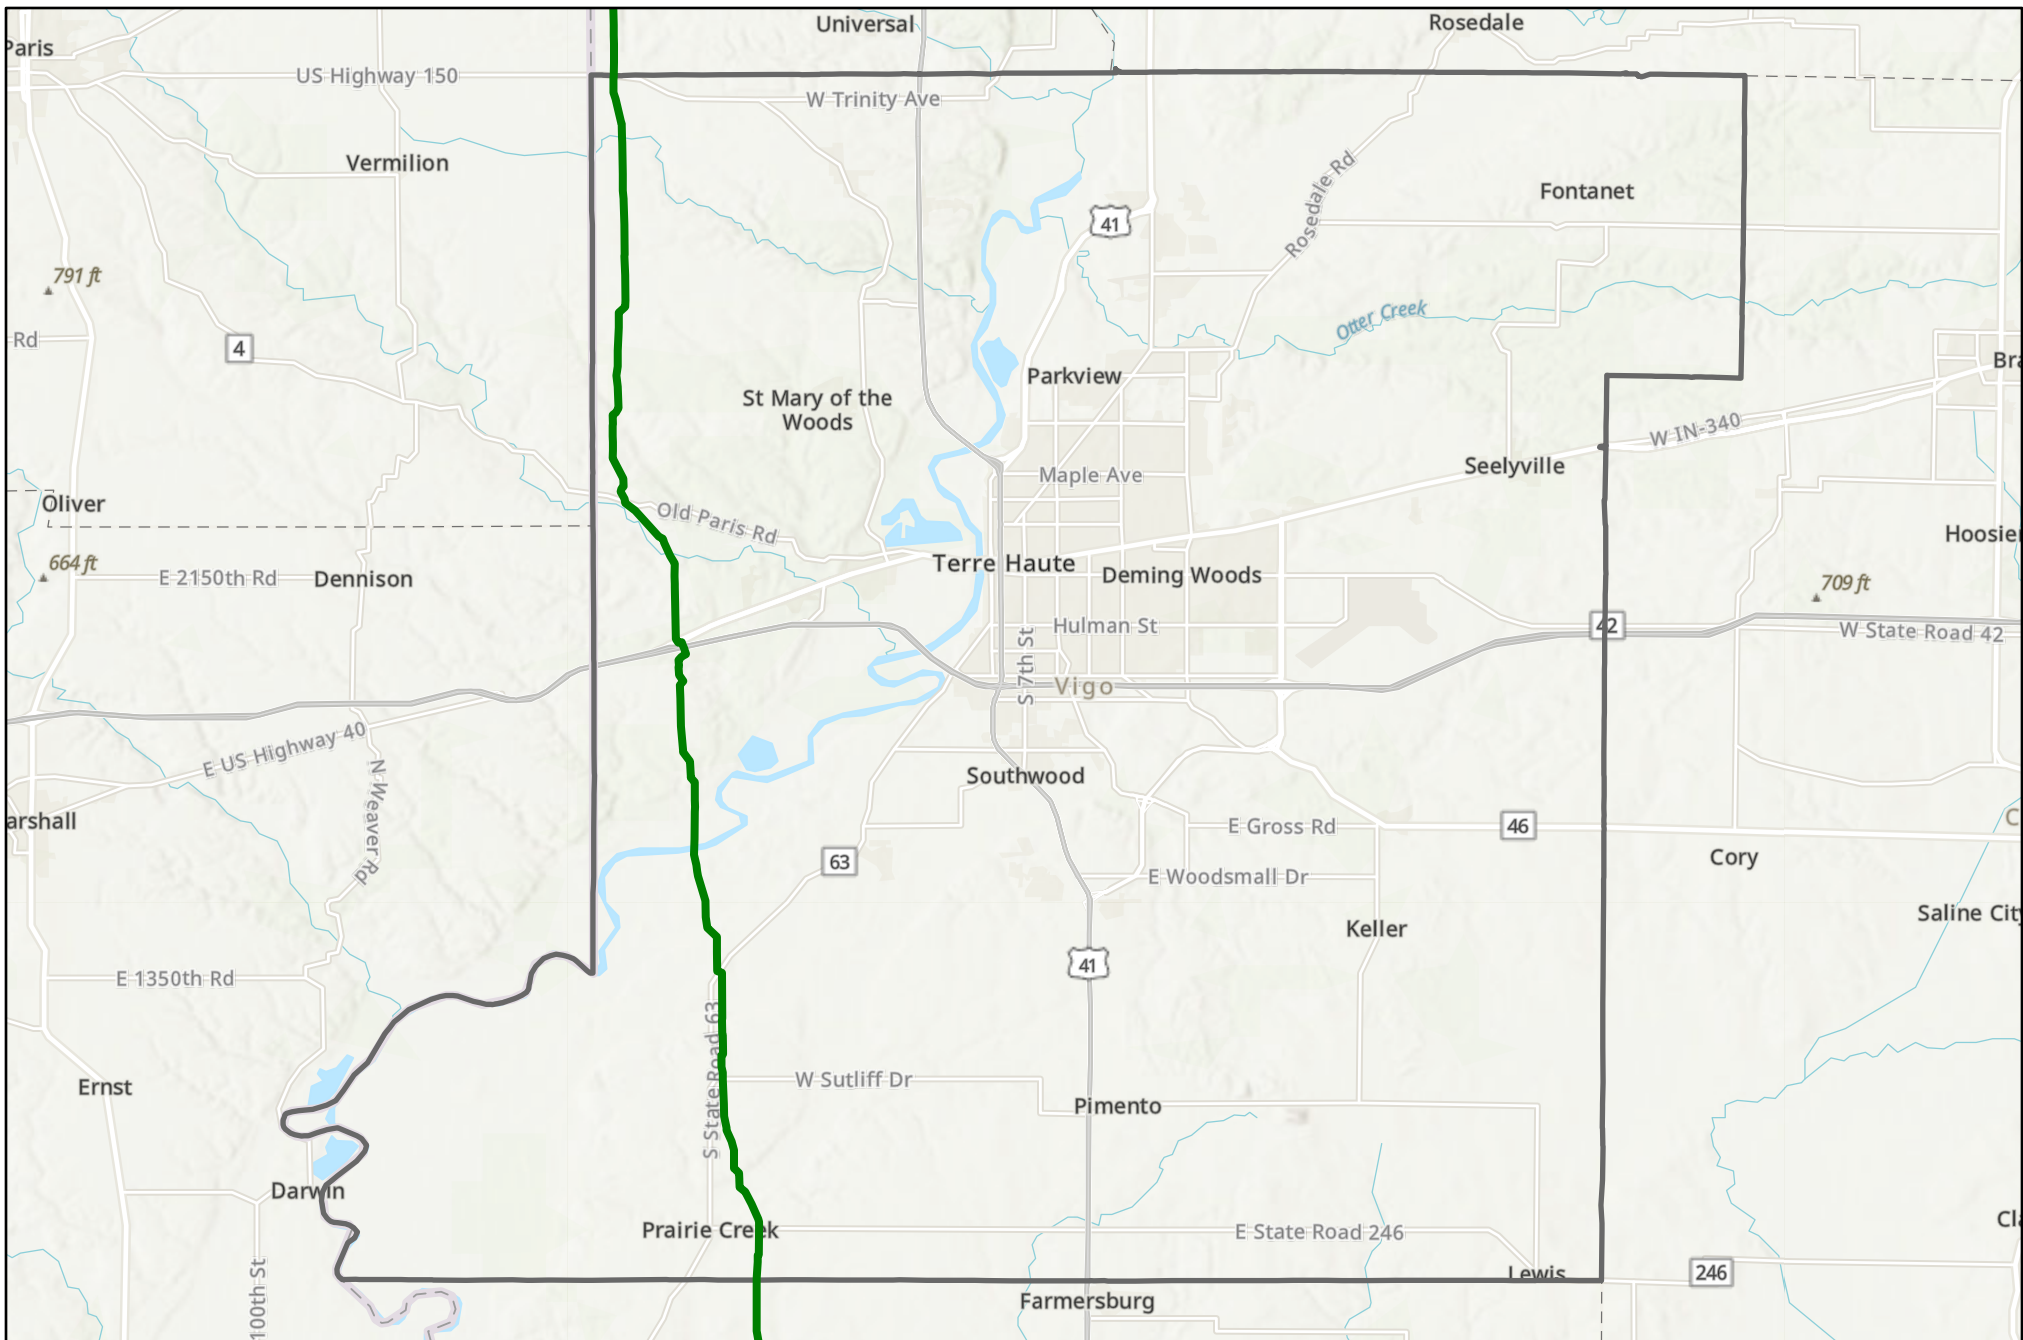 Universal
Rosedale
Paris
US Highway 150
W Trinity Ave
Vermilion
Rosedale Rd
Fontanet
41
791 ft
Otter Creek
Rd
4
Parkview
Bra
St Mary of the
Woods
W IN-340
Maple Ave
Seelyville
Oliver
Old Paris Rd
Hoosier
664 ft
E 2150th Rd
Dennison
Terre Haute
Deming Woods
709 ft
Hulman St
42
W State Road 42
S 7th St
Vigo
E US Highway 40
N Weaver Rd
Southwood
arshall
E Gross Rd
46
C
63
Cory
E Woodsmall Dr
Saline City
Keller
E 1350th Rd
41
S State Road 63
Ernst
W Sutliff Dr
Pimento
Darwin
Prairie Creek
E State Road 246
Cla
Lewis
246
100th St
Farmersburg